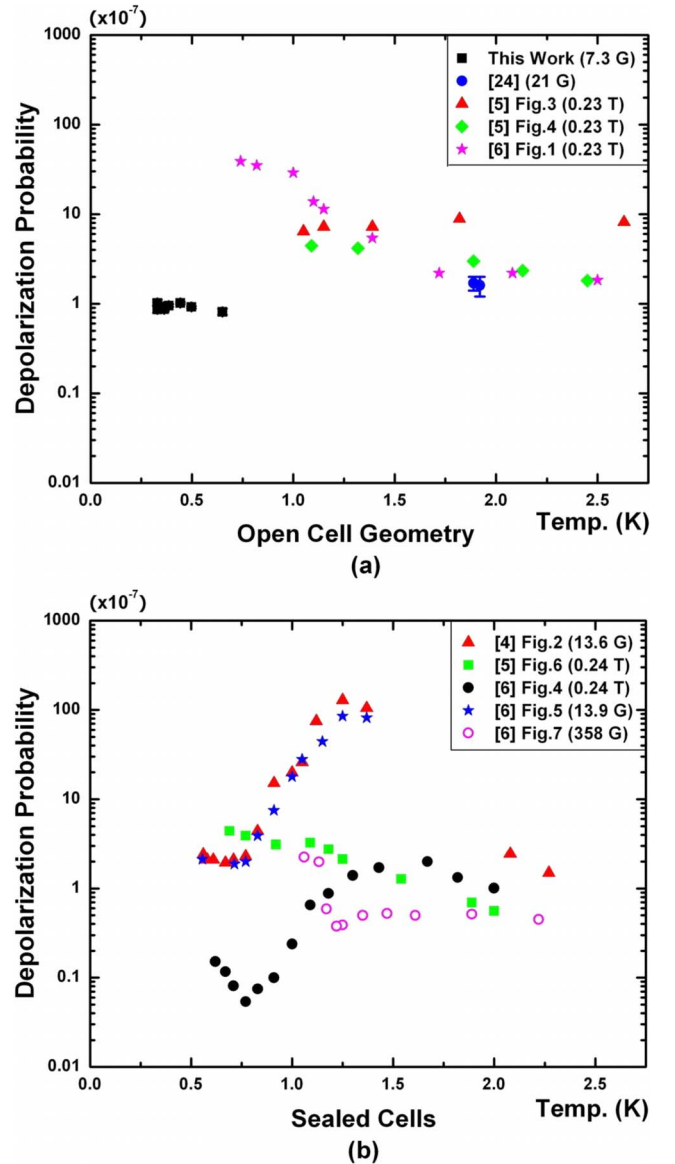 (x10⁻⁷)
1000
100
10
1
0.1
0.01
Depolarization Probability
This Work (7.3 G)
[24] (21 G)
[5] Fig.3 (0.23 T)
[5] Fig.4 (0.23 T)
[6] Fig.1 (0.23 T)
0.0 0.5 1.0 1.5 2.0 2.5
Temp. (K)
Open Cell Geometry
(a)
(x10⁻⁷)
1000
100
10
1
0.1
0.01
Depolarization Probability
[4] Fig.2 (13.6 G)
[5] Fig.6 (0.24 T)
[6] Fig.4 (0.24 T)
[6] Fig.5 (13.9 G)
[6] Fig.7 (358 G)
0.0 0.5 1.0 1.5 2.0 2.5
Temp. (K)
Sealed Cells
(b)